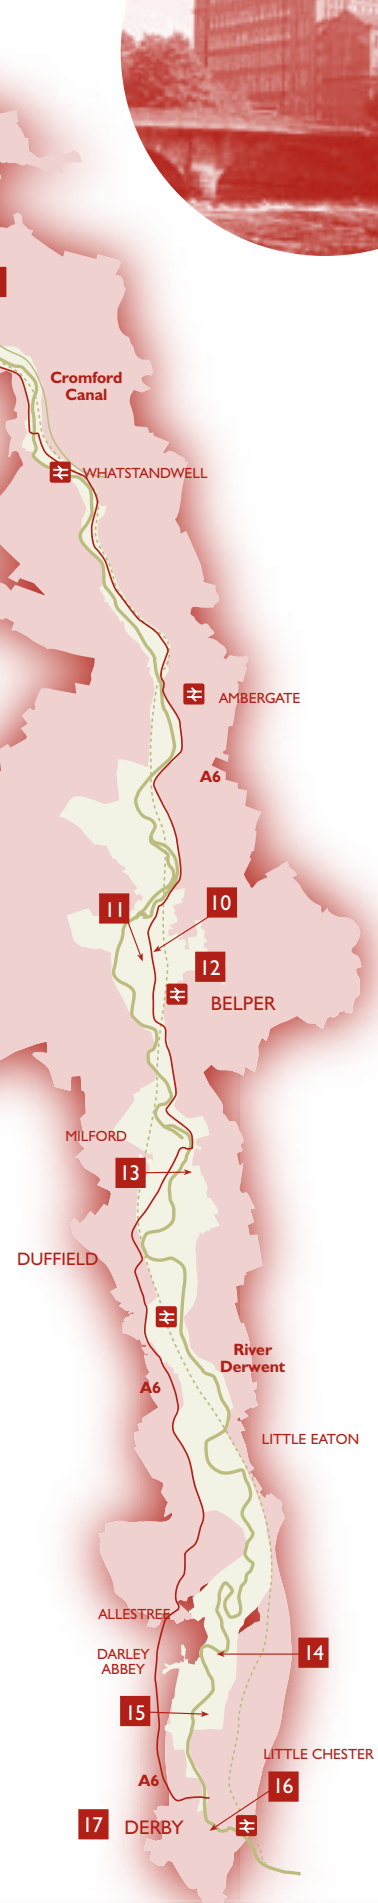 Cromford
Canal
WHATSTANDWELL
AMBERGATE
A6
11
10
12
BELPER
MILFORD
13
DUFFIELD
River
Derwent
A6
LITTLE EATON
ALLESTREE
DARLEY
ABBEY
14
15
LITTLE CHESTER
A6
16
17
DERBY